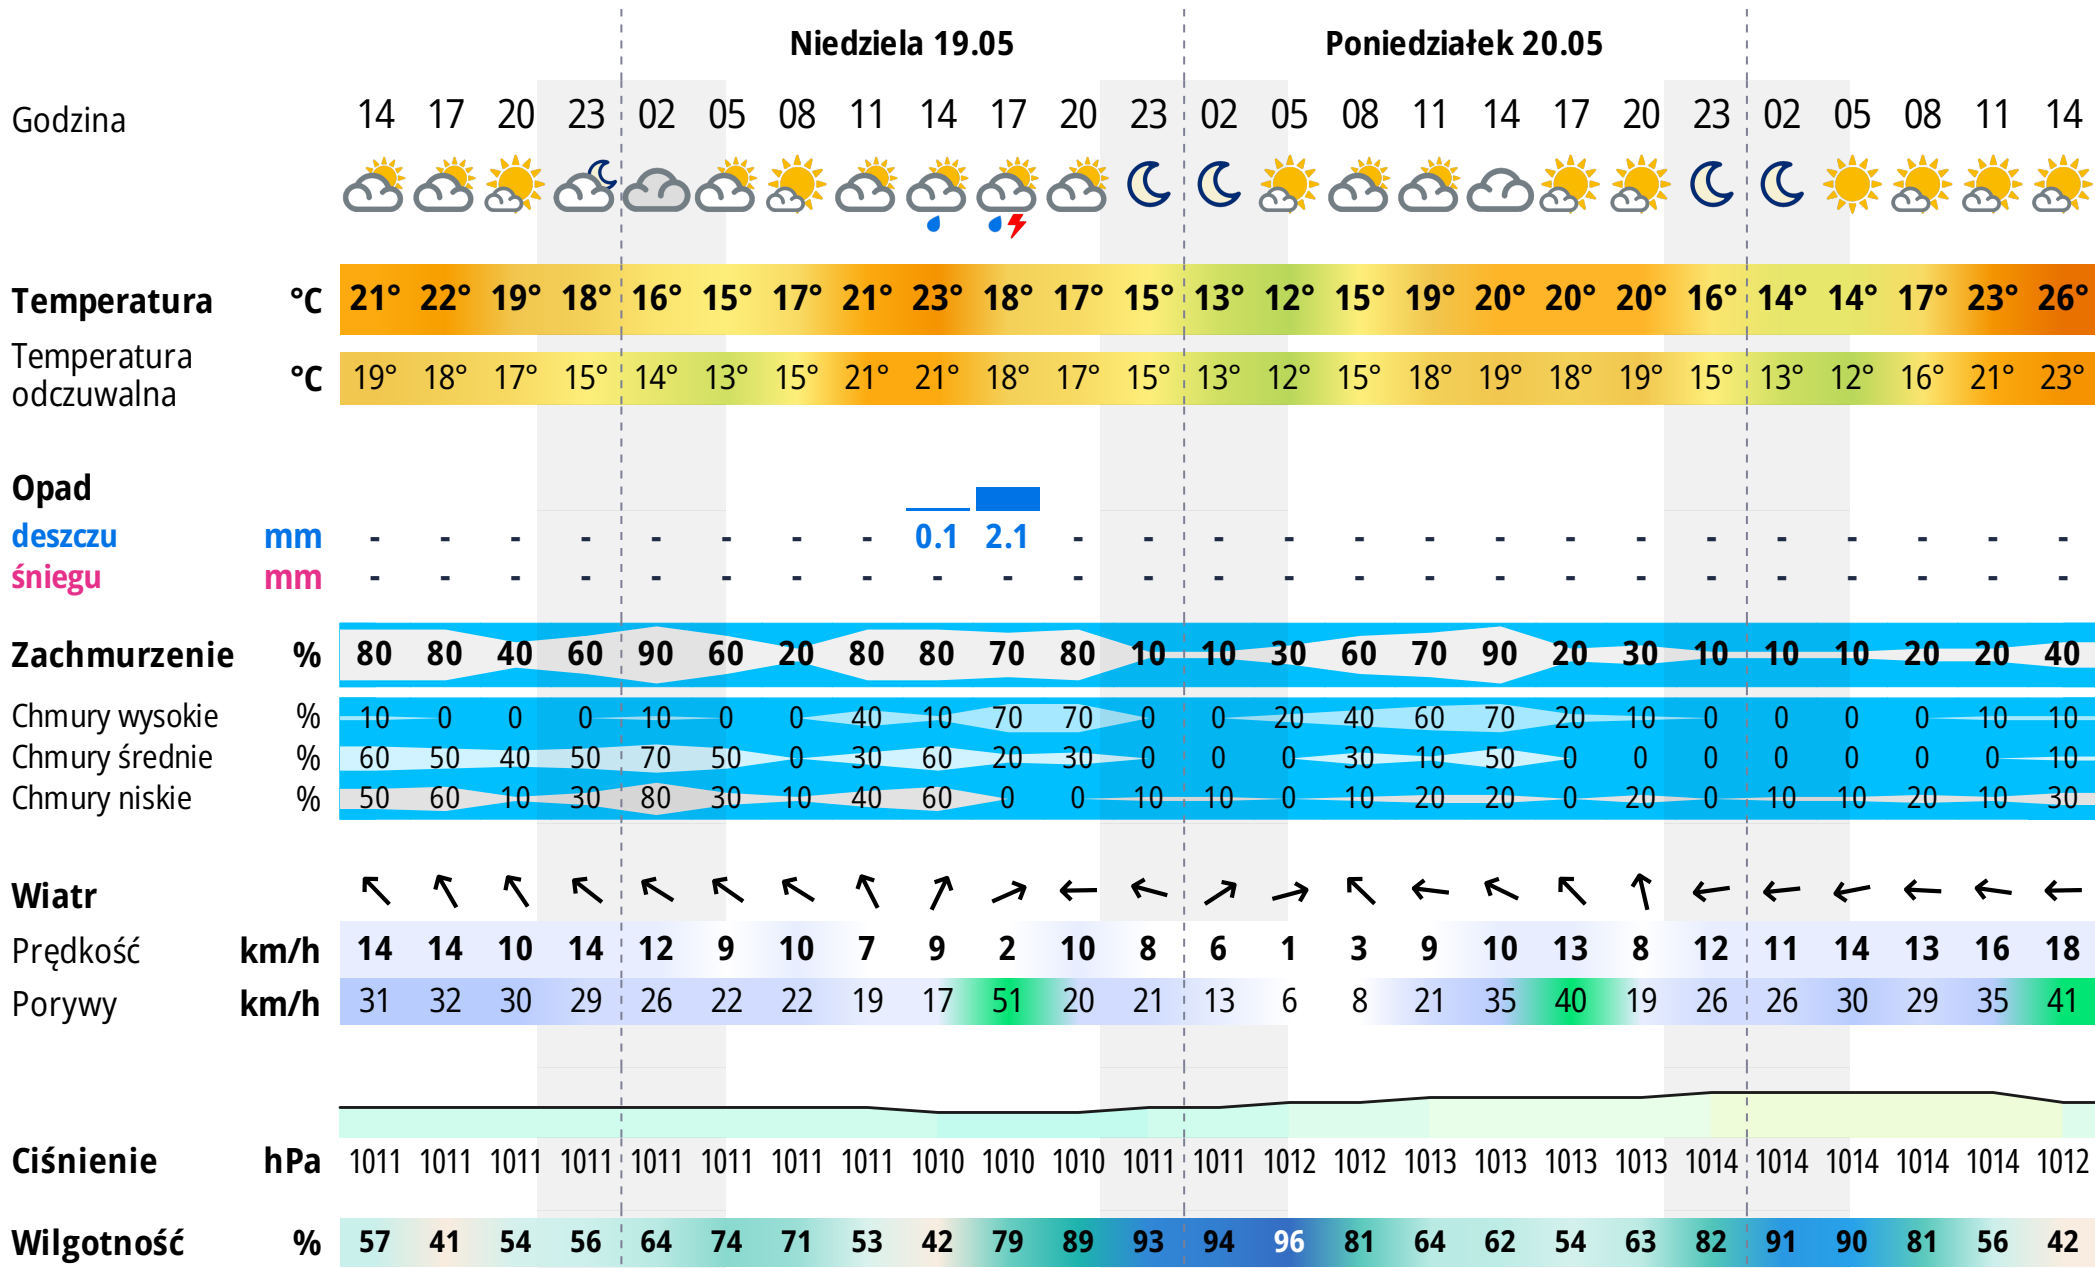 Niedziela 19.05 Poniedziałek 20.05
Godzina 14 17 20 23 02 05 08 11 14 17 20 23 02 05 08 11 14 17 20 23 02 05 08 11 14
Temperatura °C 21° 22° 19° 18° 16° 15° 17° 21° 23° 18° 17° 15° 13° 12° 15° 19° 20° 20° 20° 16° 14° 14° 17° 23° 26°
Temperatura
odczuwalna °C 19° 18° 17° 15° 14° 13° 15° 21° 21° 18° 17° 15° 13° 12° 15° 18° 19° 18° 19° 15° 13° 12° 16° 21° 23°
Opad
deszczu mm - - - - - - - - 0.1 2.1 - - - - - - - - - - - - - - -
śniegu mm - - - - - - - - - - - - - - - - - - - - - - - - -
Zachmurzenie % 80 80 40 60 90 60 20 80 80 70 80 10 10 30 60 70 90 20 30 10 10 10 20 20 40
Chmury wysokie % 10 0 0 0 10 0 0 40 10 70 70 0 0 20 40 60 70 20 10 0 0 0 0 10 10
Chmury średnie % 60 50 40 50 70 50 0 30 60 20 30 0 0 0 30 10 50 0 0 0 0 0 0 0 10
Chmury niskie % 50 60 10 30 80 30 10 40 60 0 0 10 10 0 10 20 20 0 20 0 10 10 20 10 30
Wiatr
Prędkość km/h 14 14 10 14 12 9 10 7 9 2 10 8 6 1 3 9 10 13 8 12 11 14 13 16 18
Porywy km/h 31 32 30 29 26 22 22 19 17 51 20 21 13 6 8 21 35 40 19 26 26 30 29 35 41
Ciśnienie hPa 1011 1011 1011 1011 1011 1011 1011 1011 1010 1010 1010 1011 1011 1012 1012 1013 1013 1013 1013 1014 1014 1014 1014 1014 1012
Wilgotność % 57 41 54 56 64 74 71 53 42 79 89 93 94 96 81 64 62 54 63 82 91 90 81 56 42